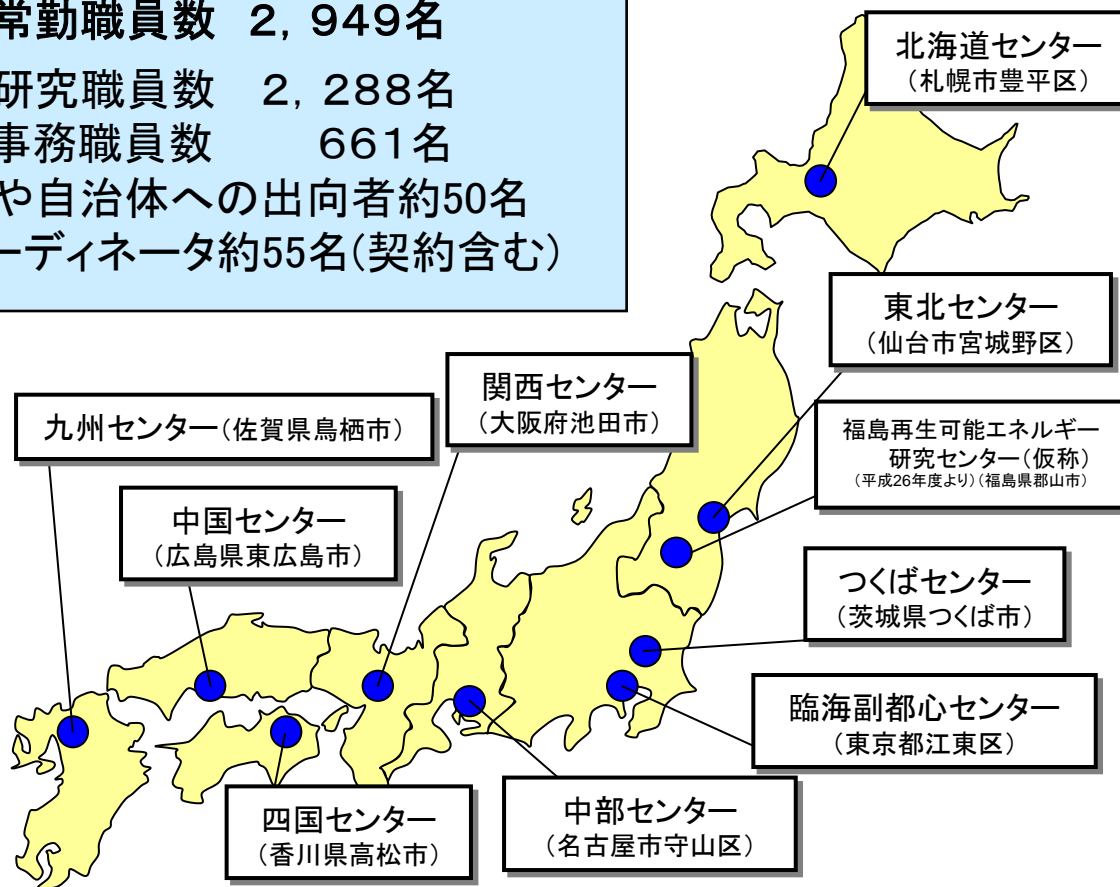 常勤職員数 ２，９４９名
研究職員数 ２，２８８名
事務職員数 ６６１名
や自治体への出向者約50名
ーディネータ約55名(契約含む)
北海道センター
（札幌市豊平区）
東北センター
（仙台市宮城野区）
関西センター
（大阪府池田市）
九州センター（佐賀県鳥栖市）
福島再生可能エネルギー
研究センター（仮称）
（平成26年度より）（福島県郡山市）
中国センター
（広島県東広島市）
つくばセンター
（茨城県つくば市）
臨海副都心センター
（東京都江東区）
四国センター
（香川県高松市）
中部センター
（名古屋市守山区）